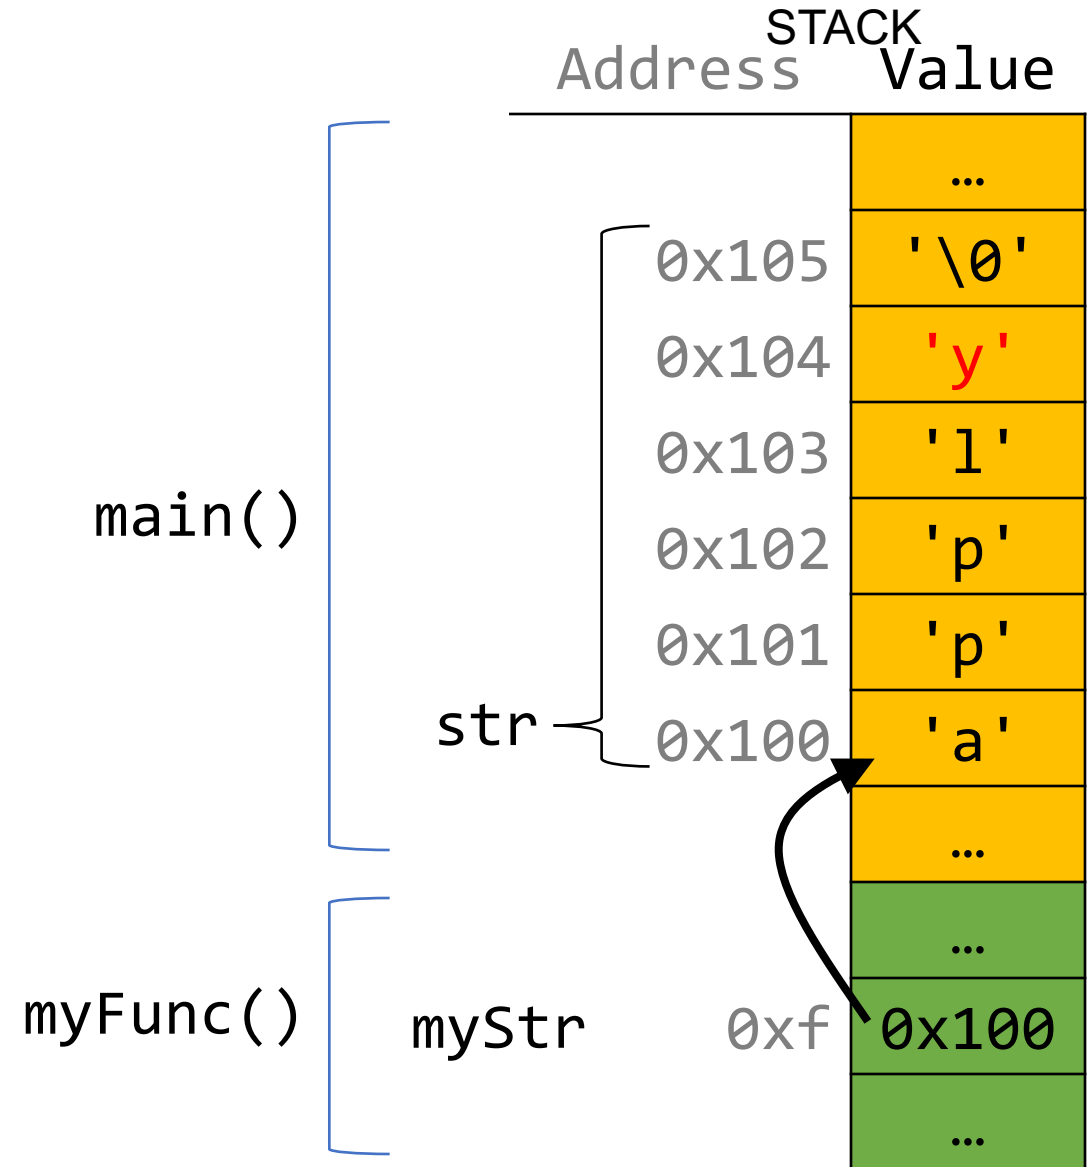 STACK
Address Value
…
0x105 '\0'
0x104 'y'
0x103 'l'
main()
0x102 'p'
0x101 'p'
str 0x100 'a'
…
…
myFunc() myStr 0xf 0x100
…